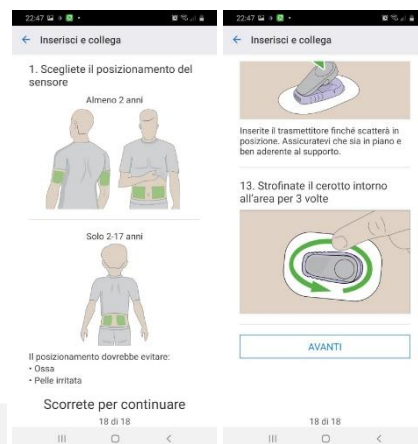 22:47
Inserisci e collega
1. Scegliete il posizionamento del
sensore
Almeno 2 anni
Solo 2-17 anni
Il posizionamento dovrebbe evitare:
• Ossa
• Pelle irritata
Scorrete per continuare
18 di 18
22:47
Inserisci e collega
Inserite il trasmettitore finché scatterà in
posizione. Assicuratevi che sia in piano e
ben aderente al supporto.
13. Strofinate il cerotto intorno
all'area per 3 volte
AVANTI
18 di 18